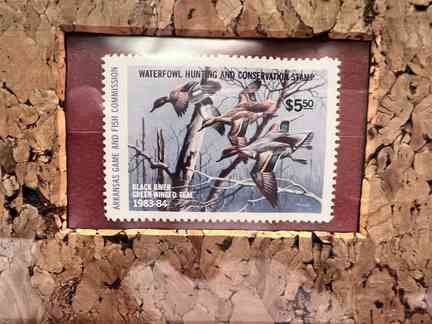 WATERFOWL HUNTING AND CONSERVATION STAMP
$5.50
ARKANSAS GAME AND FISH COMMISSION
BLACK RIVER
GREEN-WINGED TEAL
1983-84